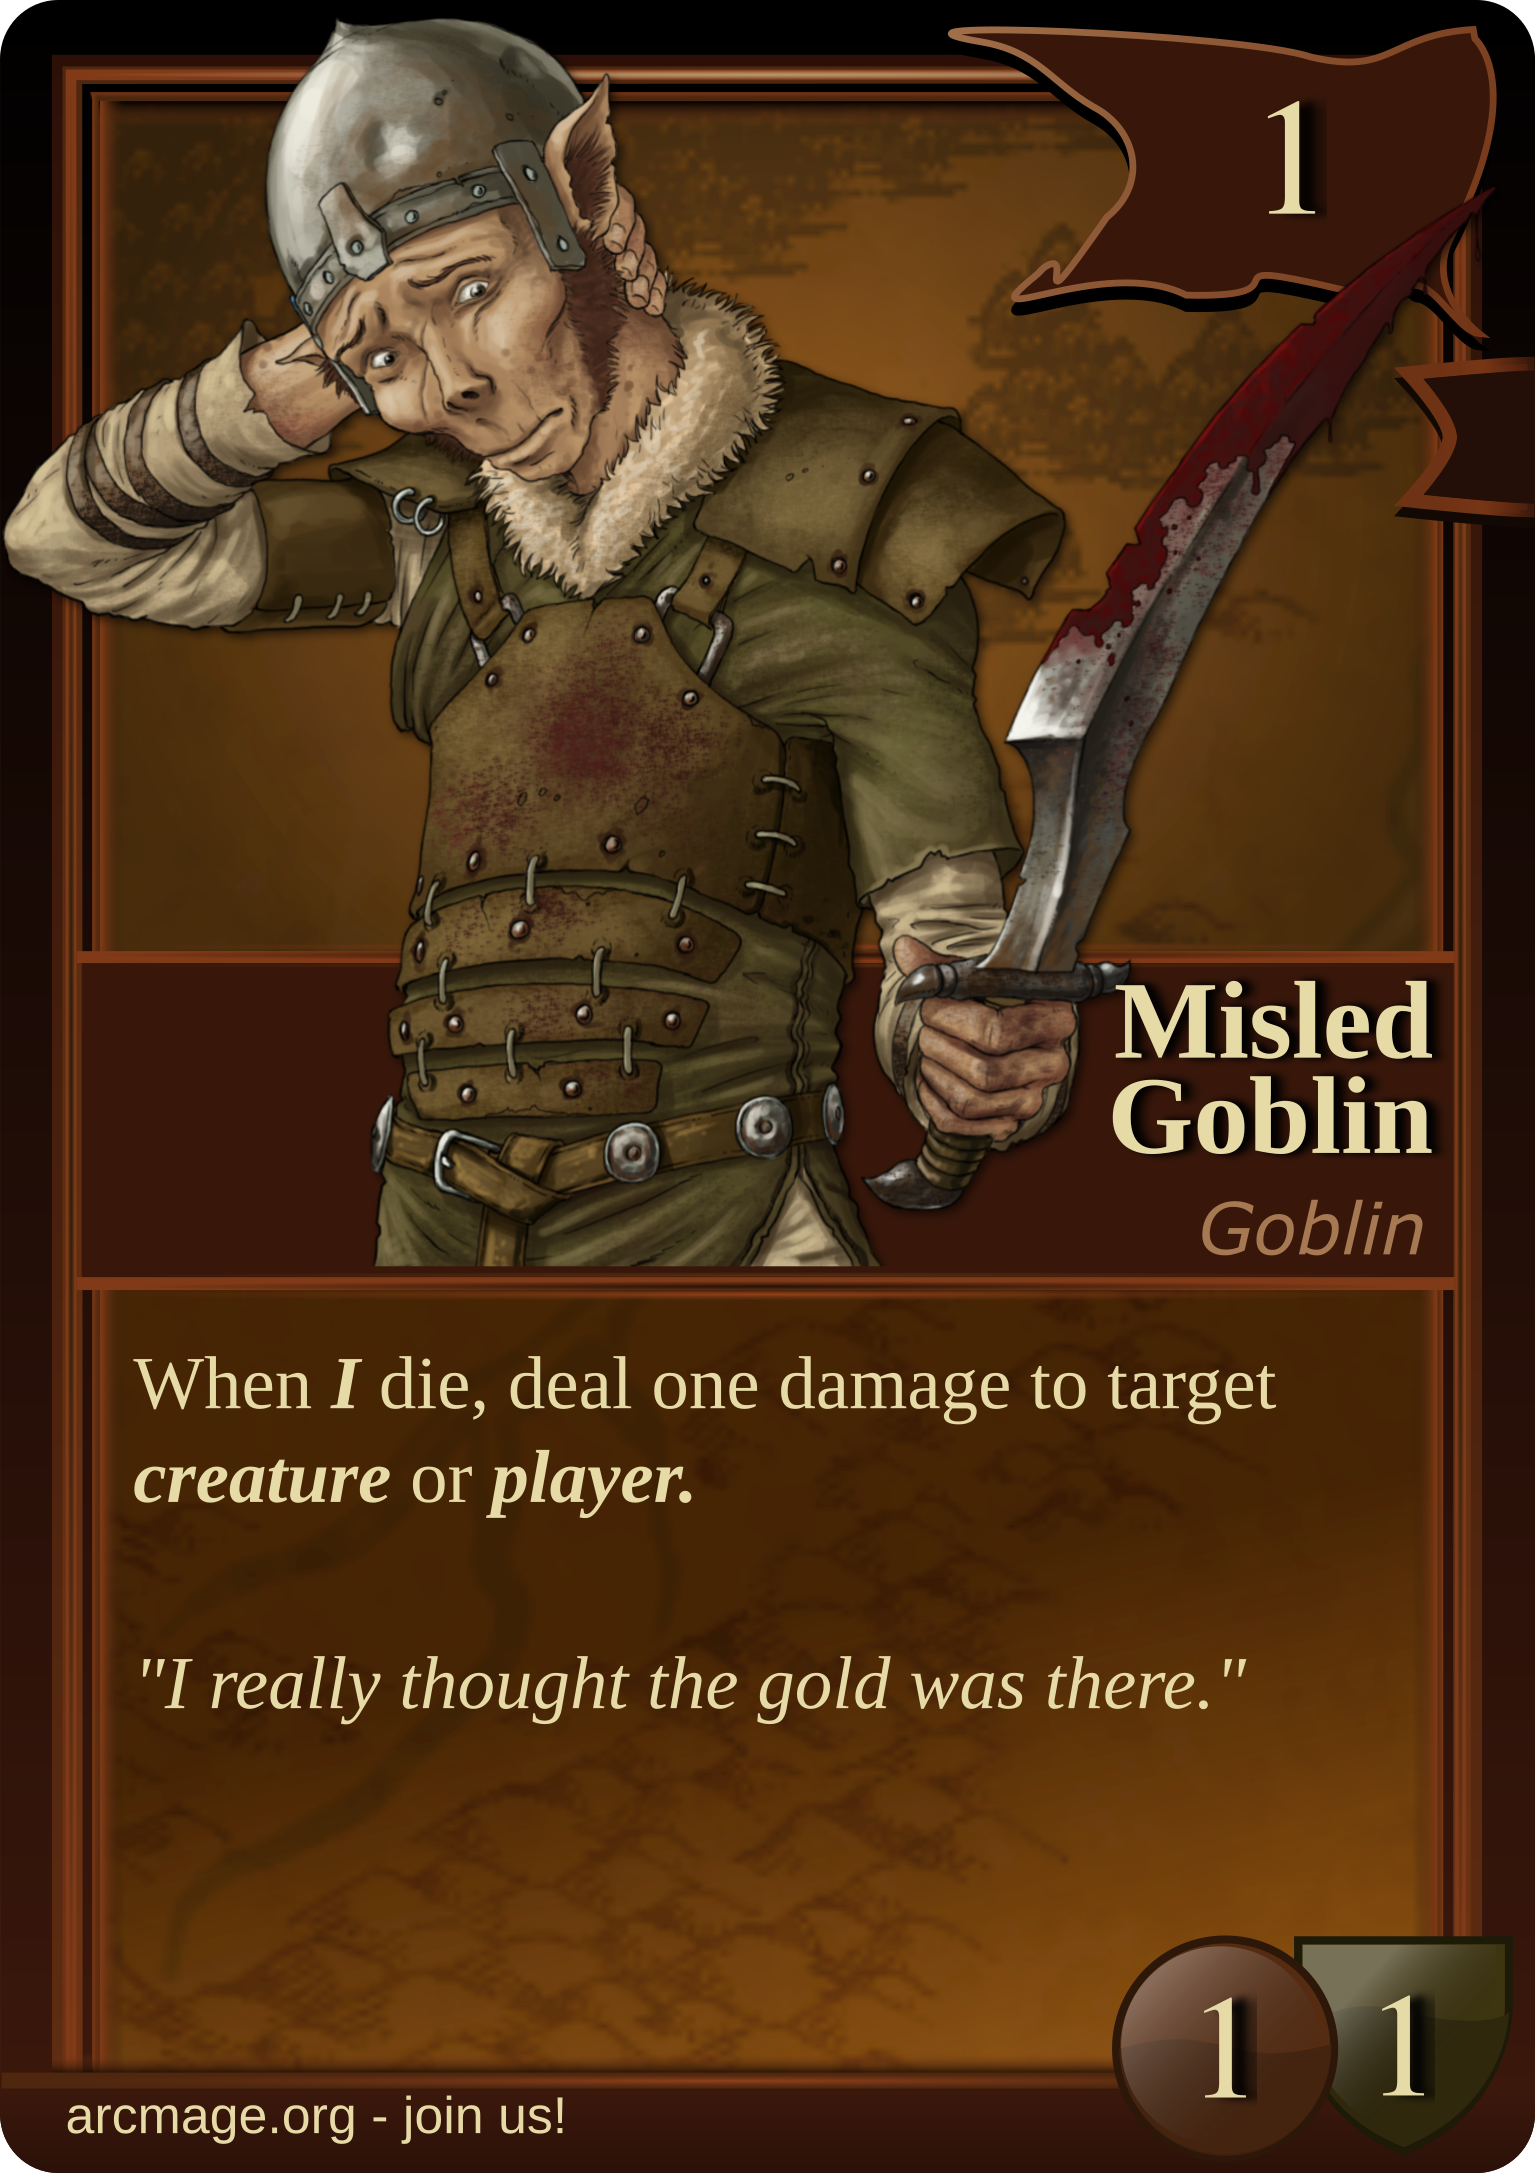 1
Misled
Goblin
Goblin
When I die, deal one damage to target
creature or player.
"I really thought the gold was there."
1 1
arcmage.org - join us!